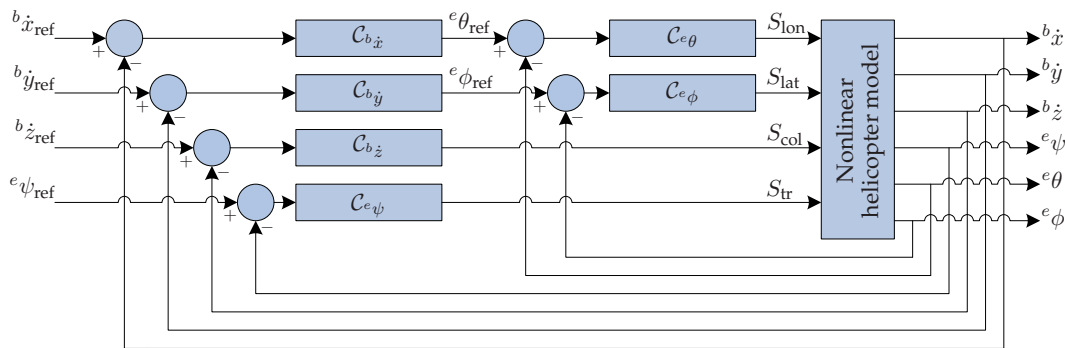 ᵇẋ_ref + − 𝒞_ᵇẋ ᵉθ_ref + − 𝒞_ᵉθ S_lon ᵇẋ
ᵇẏ_ref + − 𝒞_ᵇẏ ᵉϕ_ref + − 𝒞_ᵉϕ S_lat ᵇẏ
ᵇż
ᵇż_ref + − 𝒞_ᵇż S_col ᵉψ
ᵉψ_ref + − 𝒞_ᵉψ S_tr ᵉθ
ᵉϕ
Nonlinear
helicopter model